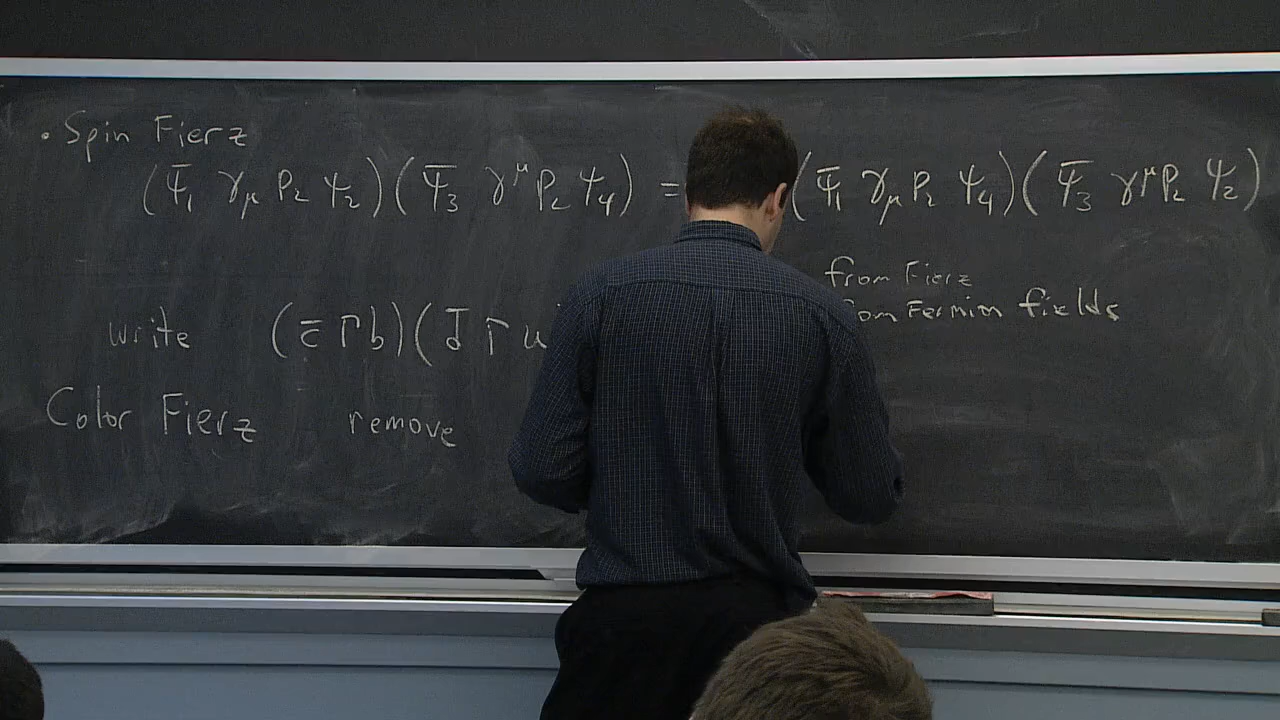 • Spin Fierz
(ψ̄₁ γ_μ P_L ψ₂)(ψ̄₃ γ^μ P_L ψ₄) = (ψ̄₁ γ_μ P_L ψ₄)(ψ̄₃ γ^μ P_L ψ₂)
from Fierz
Fermion fields
write (c̄ Γ b)(d̄ Γ u
Color Fierz remove